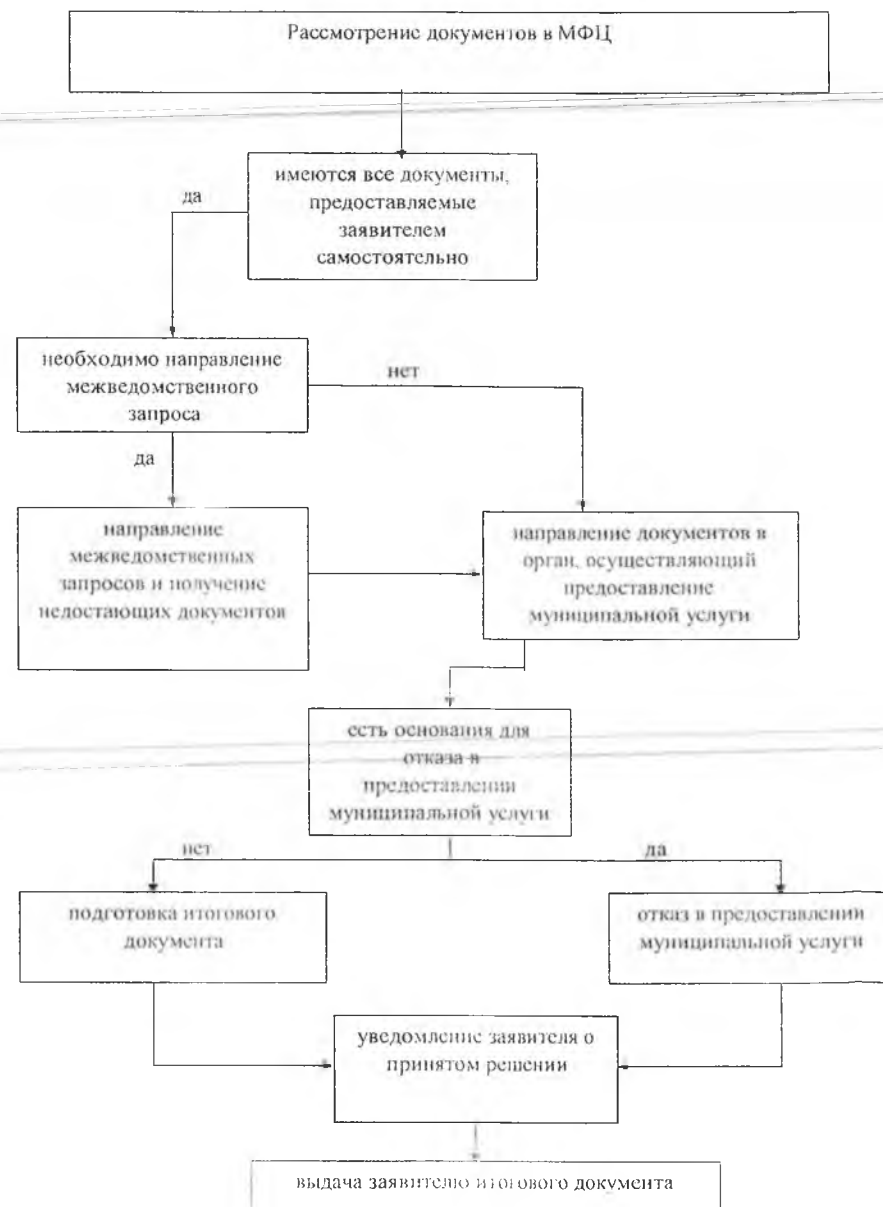 Рассмотрение документов в МФЦ
имеются все документы,
предоставляемые
заявителем
самостоятельно
да
необходимо направление
межведомственного
запроса
нет
да
направление
межведомственных
запросов и получение
недостающих документов
направление документов в
орган, осуществляющий
предоставление
муниципальной услуги
есть основания для
отказа в
предоставлении
муниципальной услуги
нет
да
подготовка итогового
документа
отказ в предоставлении
муниципальной услуги
уведомление заявителя о
принятом решении
выдача заявителю итогового документа